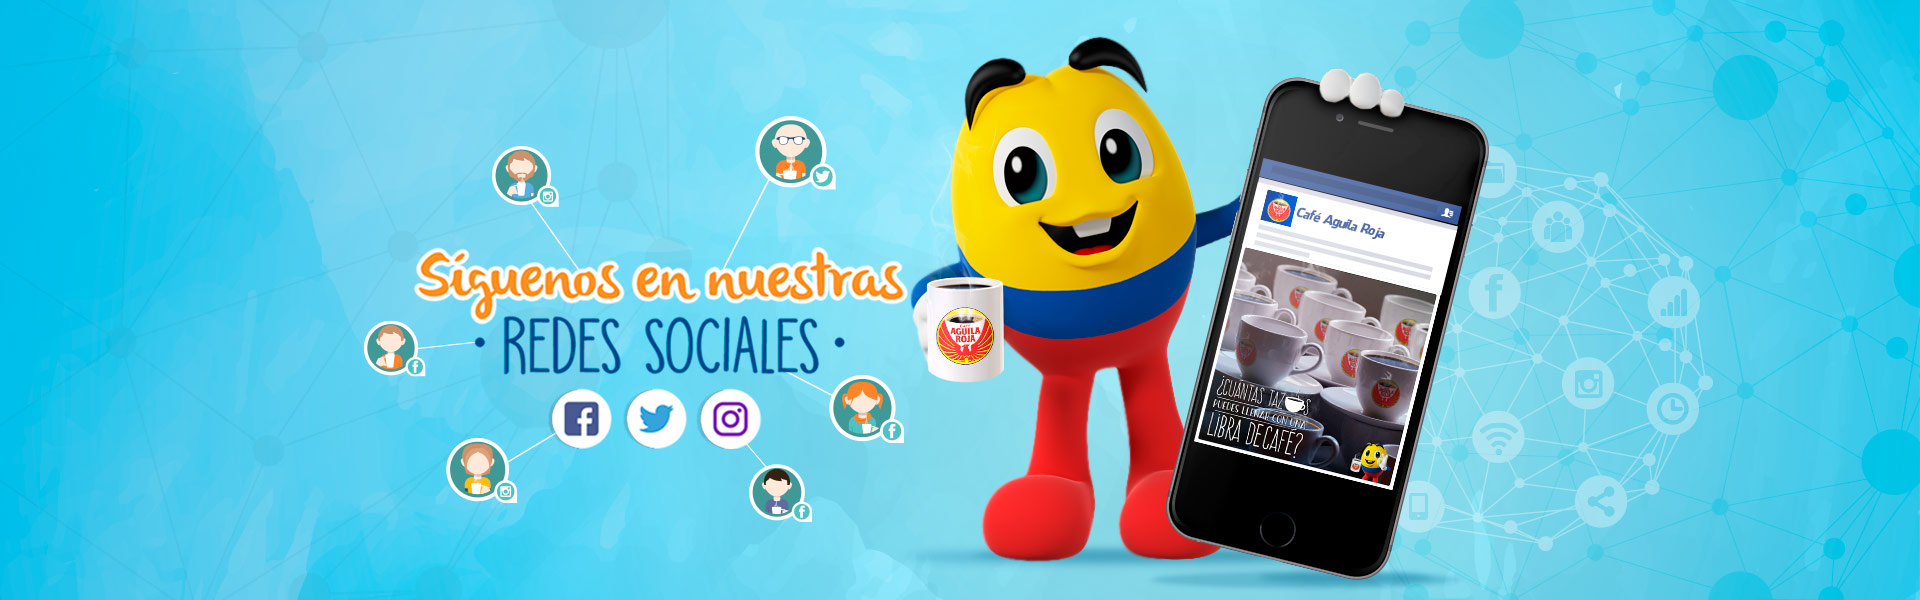 Síguenos en nuestras
• REDES SOCIALES •
CAFÉ
AGUILA
ROJA
Café Aguila Roja
¿CUÁNTAS TAZAS
PUEDES LLENAR CON UNA
LIBRA DE CAFÉ?